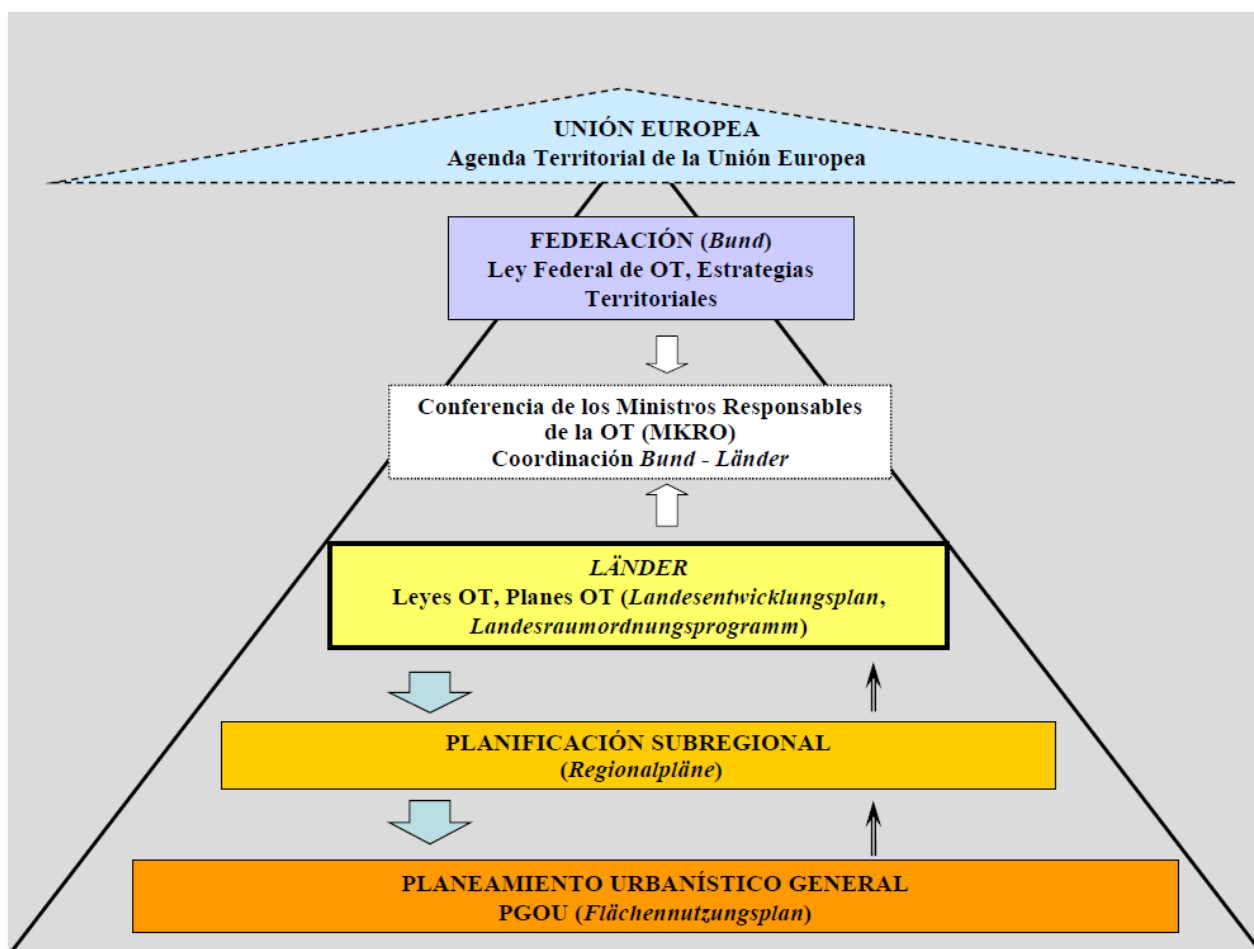 UNIÓN EUROPEA
Agenda Territorial de la Unión Europea
FEDERACIÓN (Bund)
Ley Federal de OT, Estrategias
Territoriales
Conferencia de los Ministros Responsables
de la OT (MKRO)
Coordinación Bund - Länder
LÄNDER
Leyes OT, Planes OT (Landesentwicklungsplan,
Landesraumordnungsprogramm)
PLANIFICACIÓN SUBREGIONAL
(Regionalpläne)
PLANEAMIENTO URBANÍSTICO GENERAL
PGOU (Flächennutzungsplan)